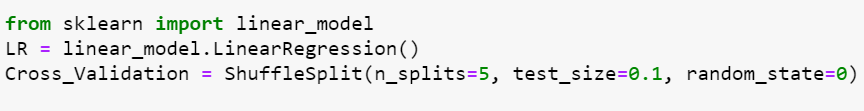 from sklearn import linear_model
LR = linear_model.LinearRegression()
Cross_Validation = ShuffleSplit(n_splits=5, test_size=0.1, random_state=0)